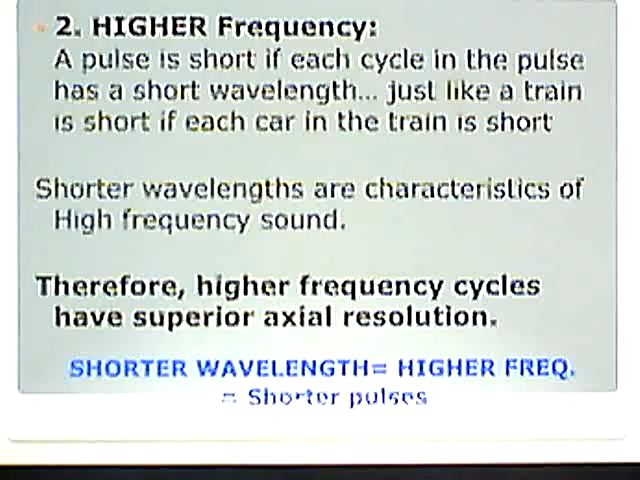 2. HIGHER Frequency:
A pulse is short if each cycle in the pulse
has a short wavelength... just like a train
is short if each car in the train is short
Shorter wavelengths are characteristics of
High frequency sound.
Therefore, higher frequency cycles
have superior axial resolution.
SHORTER WAVELENGTH= HIGHER FREQ.
= Shorter pulses